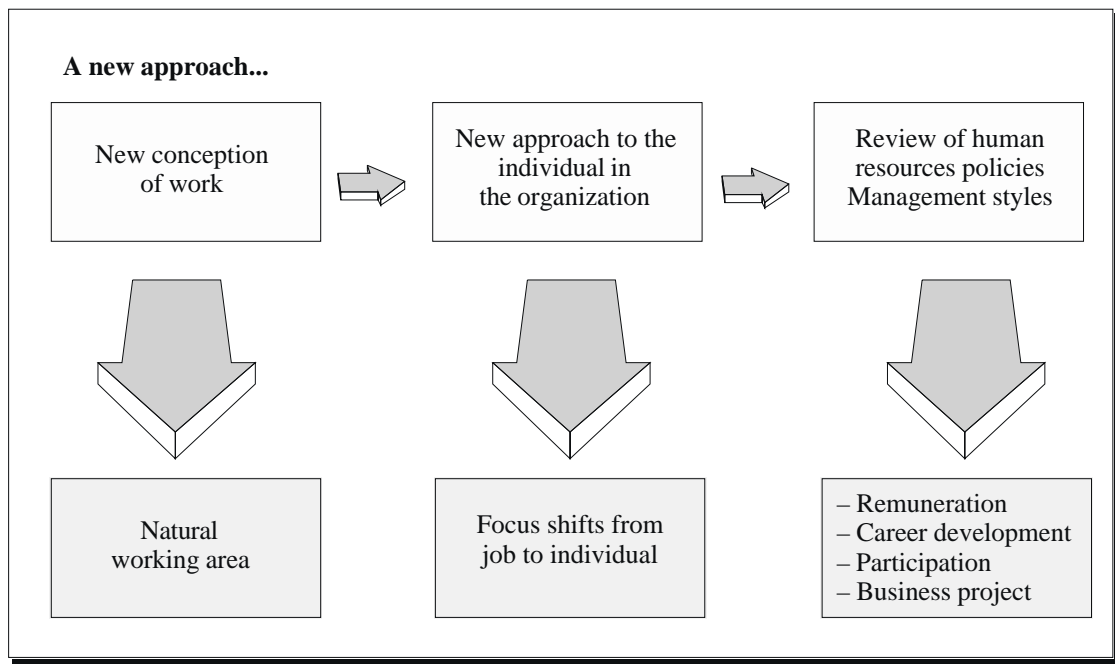 A new approach...
New conception
of work
New approach to the
individual in
the organization
Review of human
resources policies
Management styles
Natural
working area
Focus shifts from
job to individual
– Remuneration
– Career development
– Participation
– Business project